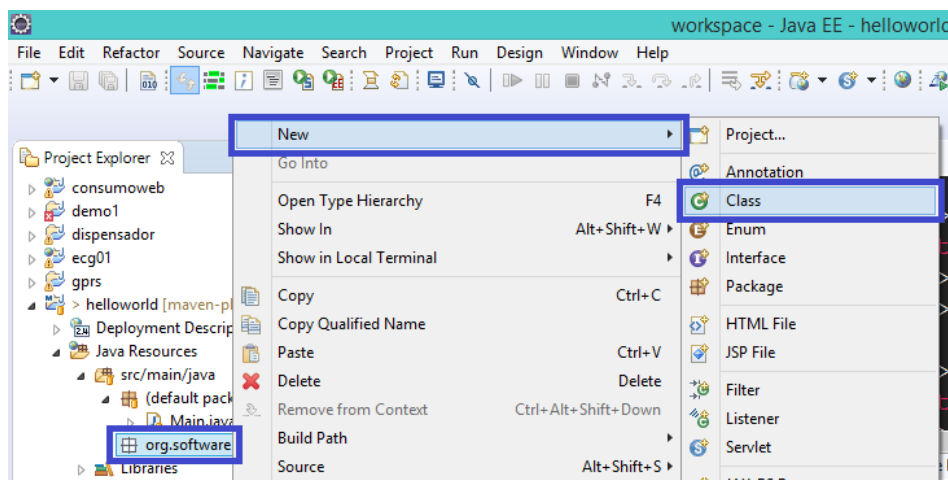 workspace - Java EE - helloworld
File Edit Refactor Source Navigate Search Project Run Design Window Help
Project Explorer
consumoweb
demo1
dispensador
ecg01
gprs
> helloworld [maven-pl
Deployment Descrip
Java Resources
src/main/java
(default pack
Main.java
org.software
Libraries
New
Go Into
Open Type Hierarchy F4
Show In Alt+Shift+W
Show in Local Terminal
Copy Ctrl+C
Copy Qualified Name
Paste Ctrl+V
Delete Delete
Remove from Context Ctrl+Alt+Shift+Down
Build Path
Source Alt+Shift+S
Project...
Annotation
Class
Enum
Interface
Package
HTML File
JSP File
Filter
Listener
Servlet